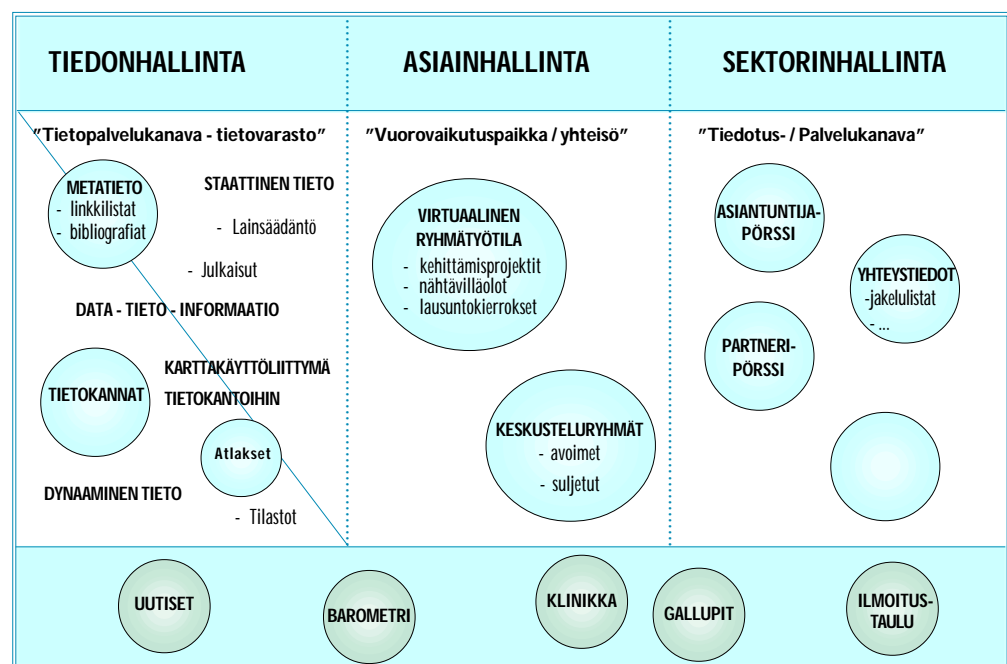 TIEDONHALLINTA
ASIAINHALLINTA
SEKTORINHALLINTA
"Tietopalvelukanava - tietovarasto"
METATIETO
- linkkilistat
- bibliografiat
STAATTINEN TIETO
- Lainsäädäntö
- Julkaisut
DATA - TIETO - INFORMAATIO
TIETOKANNAT
KARTTAKÄYTTÖLIITTYMÄ
TIETOKANTOIHIN
Atlakset
DYNAAMINEN TIETO
- Tilastot
"Vuorovaikutuspaikka / yhteisö"
VIRTUAALINEN
RYHMÄTYÖTILA
- kehittämisprojektit
- nähtävilläolot
- lausuntokierrokset
KESKUSTELURYHMÄT
- avoimet
- suljetut
"Tiedotus- / Palvelukanava"
ASIANTUNTIJA-
PÖRSSI
YHTEYSTIEDOT
-jakelulistat
- ...
PARTNERI-
PÖRSSI
UUTISET
BAROMETRI
KLINIKKA
GALLUPIT
ILMOITUS-
TAULU